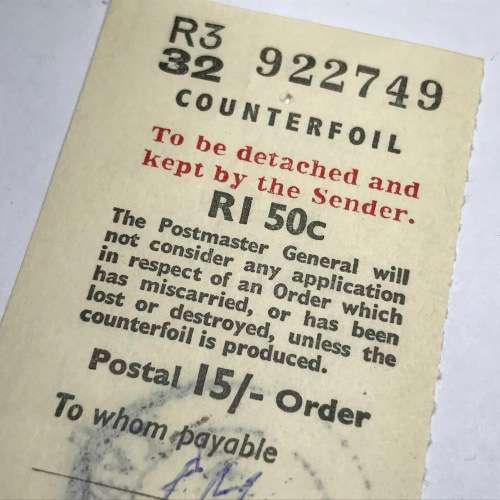 R3
32 922749
COUNTERFOIL
To be detached and
kept by the Sender.
R1 50c
The Postmaster General will
not consider any application
in respect of an Order which
has miscarried, or has been
lost or destroyed, unless the
counterfoil is produced.
Postal 15/- Order
To whom payable